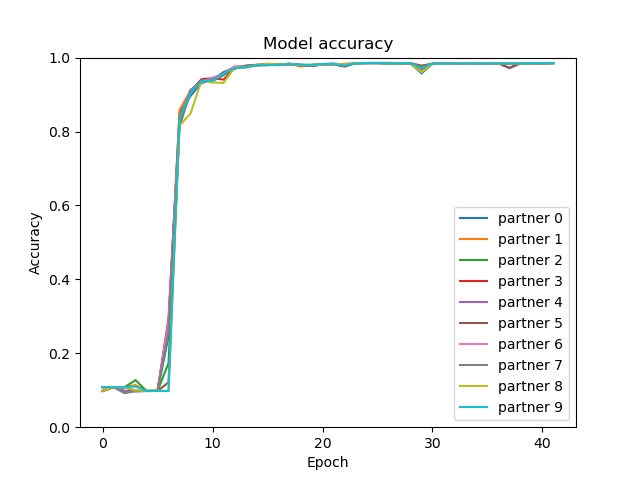 Model accuracy
1.0
0.8
0.6
0.4
0.2
0.0
Accuracy
0 10 20 30 40
Epoch
partner 0
partner 1
partner 2
partner 3
partner 4
partner 5
partner 6
partner 7
partner 8
partner 9